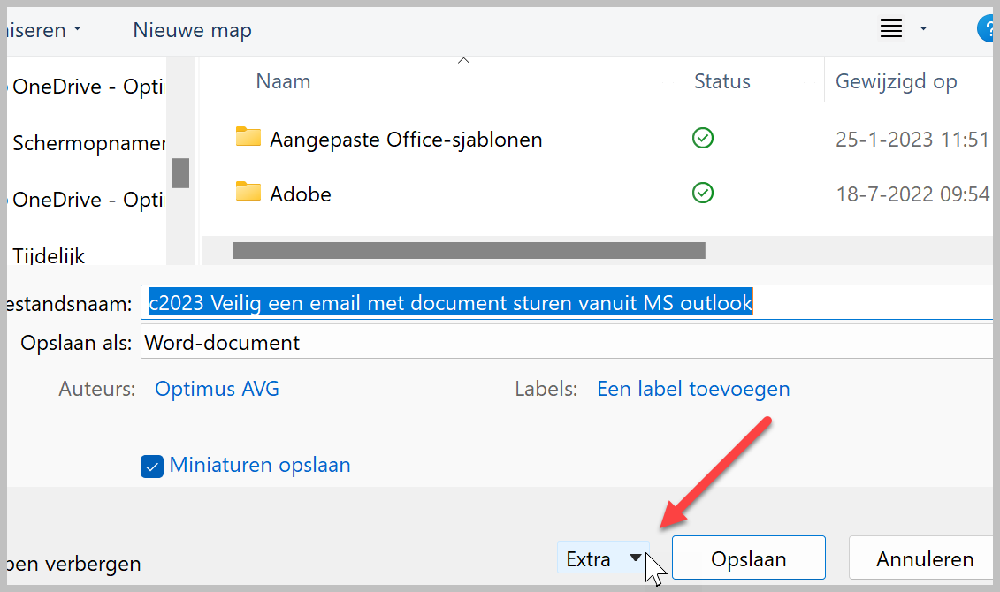 iseren Nieuwe map
OneDrive - Opti
Schermopnamen
OneDrive - Opti
Tijdelijk
Naam Status Gewijzigd op
Aangepaste Office-sjablonen 25-1-2023 11:51
Adobe 18-7-2022 09:54
estandsnaam: c2023 Veilig een email met document sturen vanuit MS outlook
Opslaan als: Word-document
Auteurs: Optimus AVG Labels: Een label toevoegen
Miniaturen opslaan
pen verbergen Extra Opslaan Annuleren